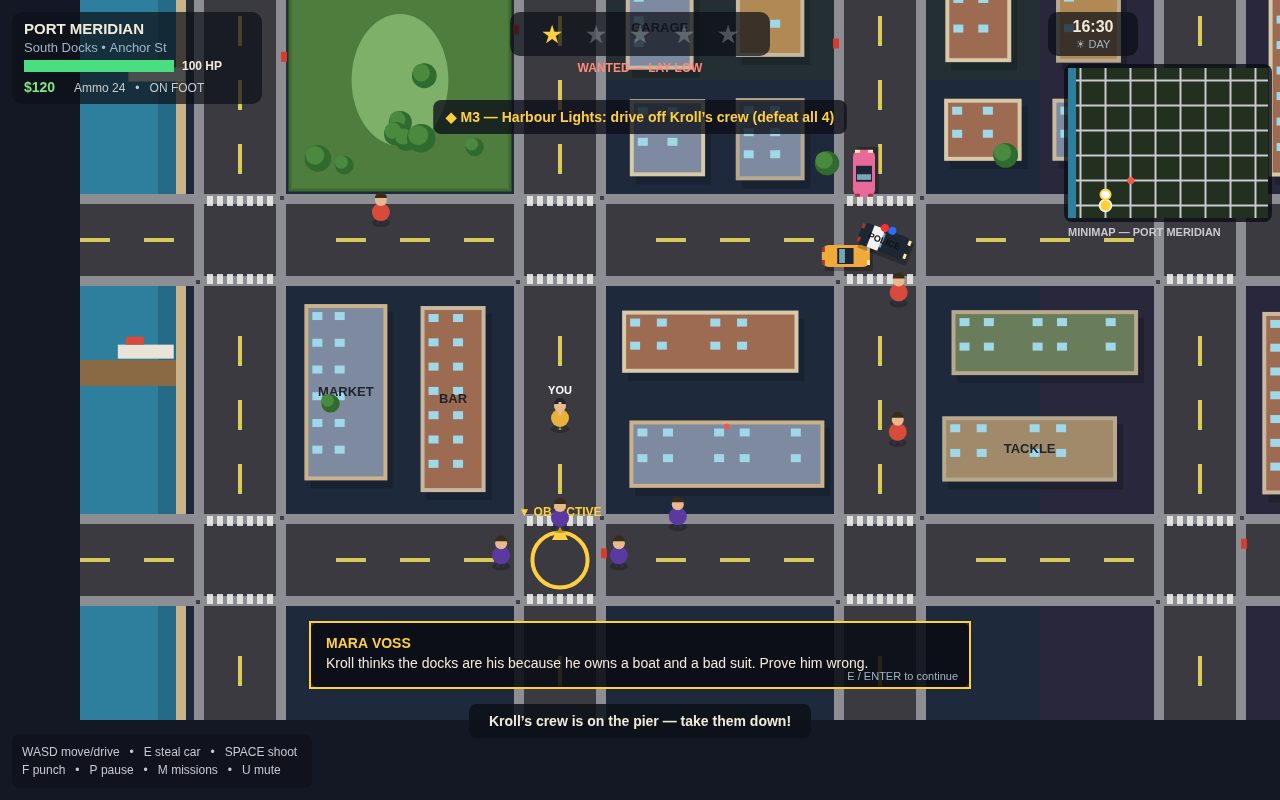 PORT MERIDIAN
South Docks • Anchor St
100 HP
$120 Ammo 24 • ON FOOT
GARAGE
WANTED — LAY LOW
16:30
☀ DAY
◆ M3 — Harbour Lights: drive off Kroll's crew (defeat all 4)
MINIMAP — PORT MERIDIAN
POLICE
YOU
MARKET
BAR
TACKLE
MARA VOSS
Kroll thinks the docks are his because he owns a boat and a bad suit. Prove him wrong.
E / ENTER to continue
Kroll's crew is on the pier — take them down!
WASD move/drive • E steal car • SPACE shoot
F punch • P pause • M missions • U mute